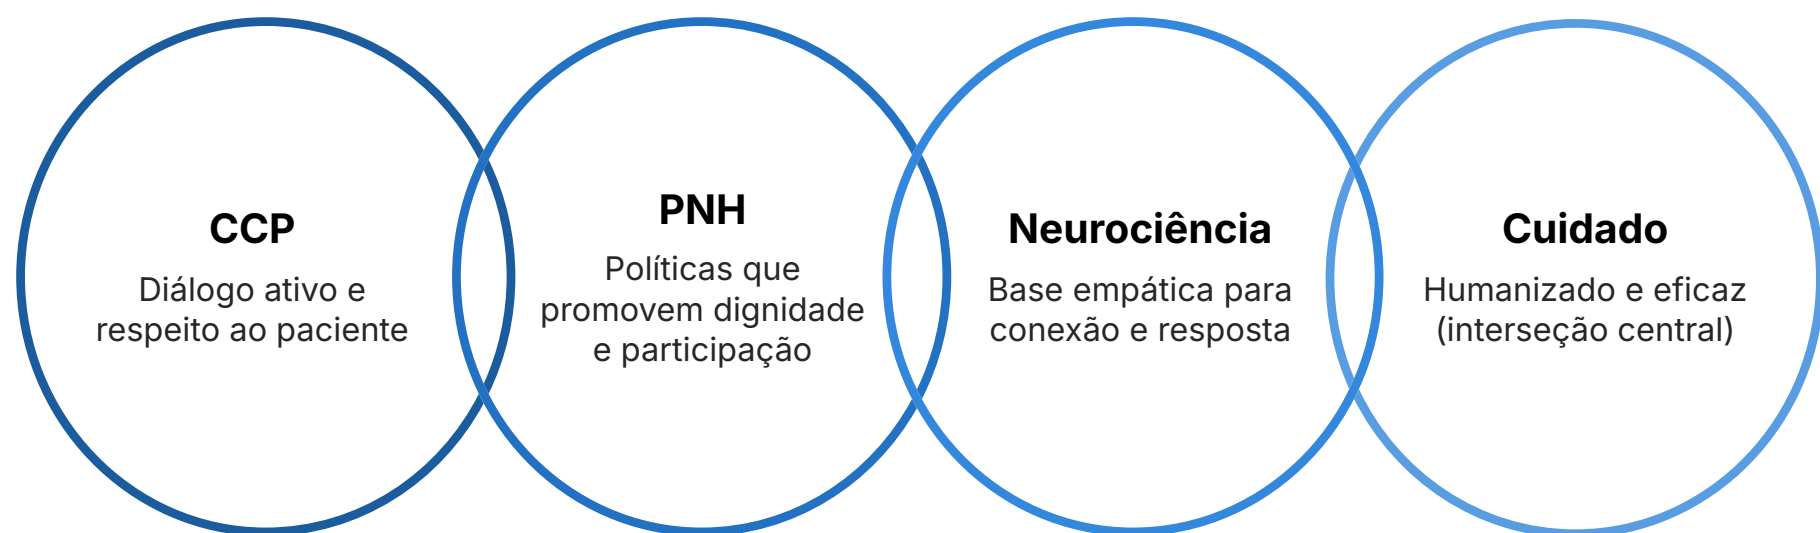 CCP
Diálogo ativo e
respeito ao paciente
PNH
Políticas que
promovem dignidade
e participação
Neurociência
Base empática para
conexão e resposta
Cuidado
Humanizado e eficaz
(interseção central)